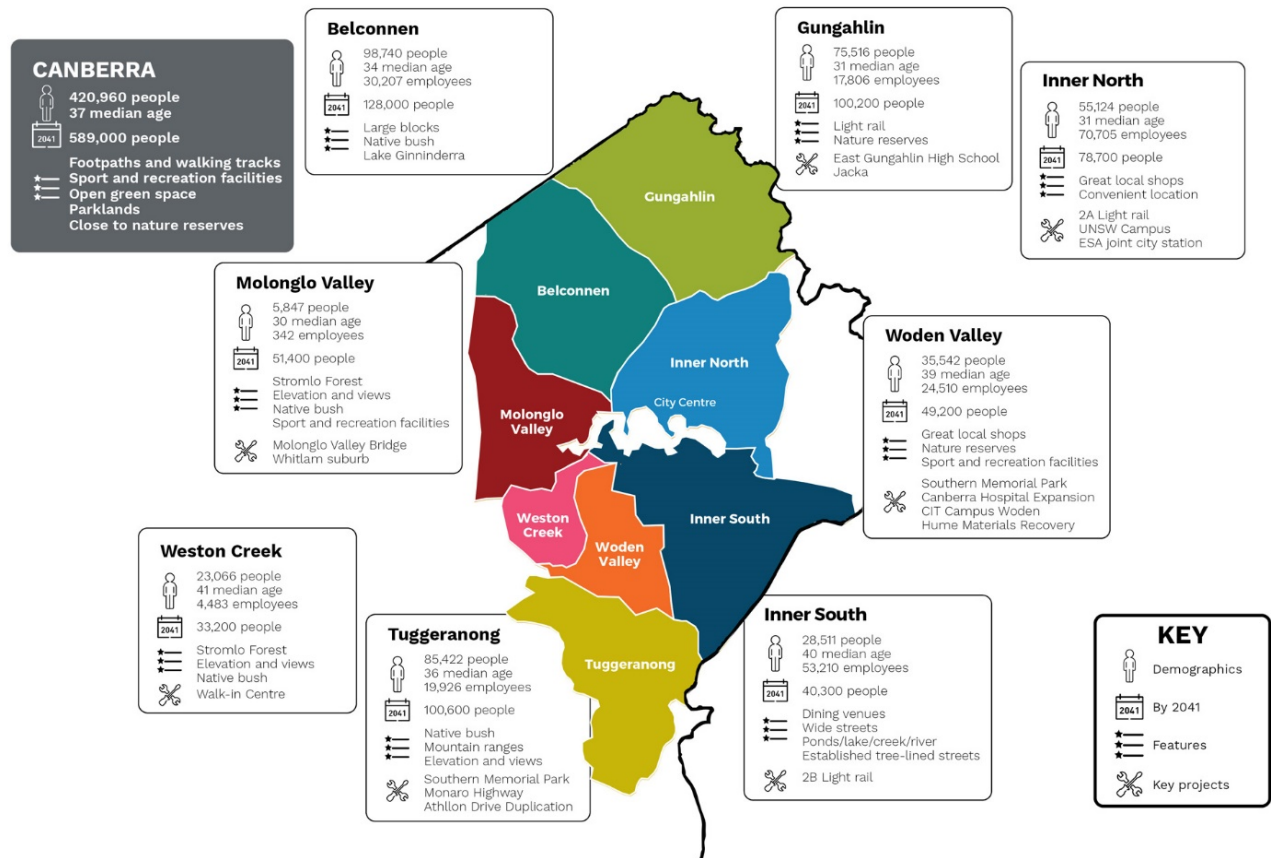 CANBERRA
420,960 people
37 median age
2041
589,000 people
Footpaths and walking tracks
Sport and recreation facilities
Open green space
Parklands
Close to nature reserves
Belconnen
98,740 people
34 median age
30,207 employees
2041
128,000 people
Large blocks
Native bush
Lake Ginninderra
Gungahlin
75,516 people
31 median age
17,806 employees
2041
100,200 people
Light rail
Nature reserves
East Gungahlin High School
Jacka
Inner North
55,124 people
31 median age
70,705 employees
2041
78,700 people
Great local shops
Convenient location
2A Light rail
UNSW Campus
ESA joint city station
Molonglo Valley
5,847 people
30 median age
342 employees
2041
51,400 people
Stromlo Forest
Elevation and views
Native bush
Sport and recreation facilities
Molonglo Valley Bridge
Whitlam suburb
Gungahlin
Belconnen
Inner North
City Centre
Molonglo
Valley
Weston
Creek
Woden
Valley
Inner South
Tuggeranong
Woden Valley
35,542 people
39 median age
24,510 employees
2041
49,200 people
Great local shops
Nature reserves
Sport and recreation facilities
Southern Memorial Park
Canberra Hospital Expansion
CIT Campus Woden
Hume Materials Recovery
Weston Creek
23,066 people
41 median age
4,483 employees
2041
33,200 people
Stromlo Forest
Elevation and views
Native bush
Walk-in Centre
Tuggeranong
85,422 people
36 median age
19,926 employees
2041
100,600 people
Native bush
Mountain ranges
Elevation and views
Southern Memorial Park
Monaro Highway
Athllon Drive Duplication
Inner South
28,511 people
40 median age
53,210 employees
2041
40,300 people
Dining venues
Wide streets
Ponds/lake/creek/river
Established tree-lined streets
2B Light rail
KEY
Demographics
2041
By 2041
Features
Key projects